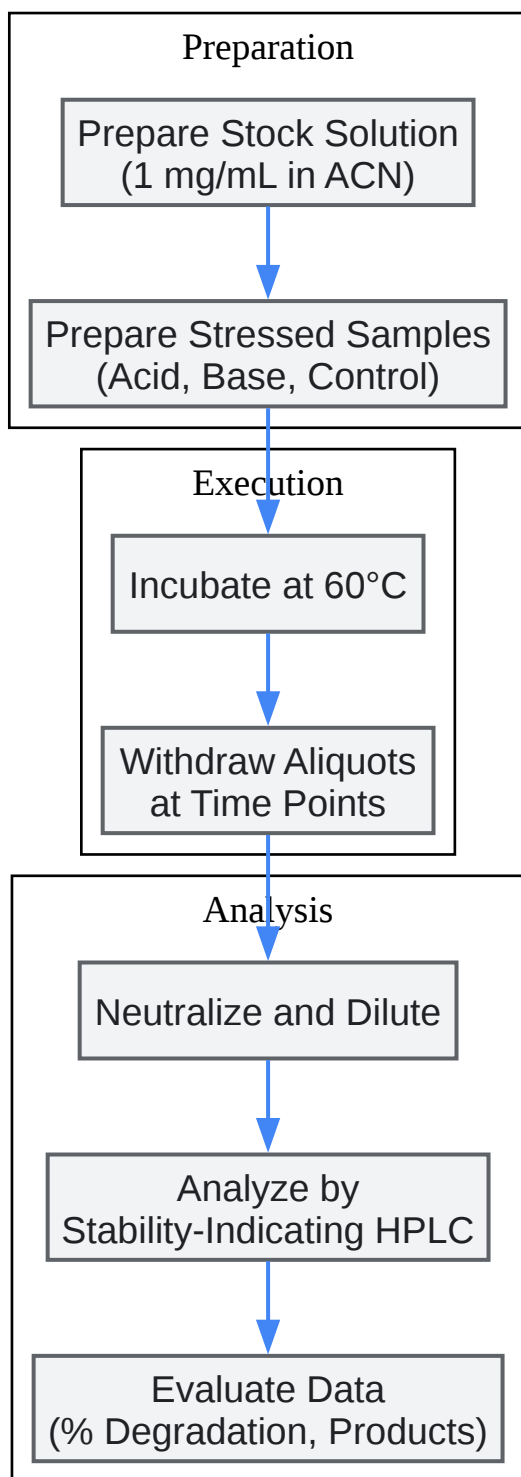 Preparation
Prepare Stock Solution
(1 mg/mL in ACN)
Prepare Stressed Samples
(Acid, Base, Control)
Execution
Incubate at 60°C
Withdraw Aliquots
at Time Points
Analysis
Neutralize and Dilute
Analyze by
Stability-Indicating HPLC
Evaluate Data
(% Degradation, Products)